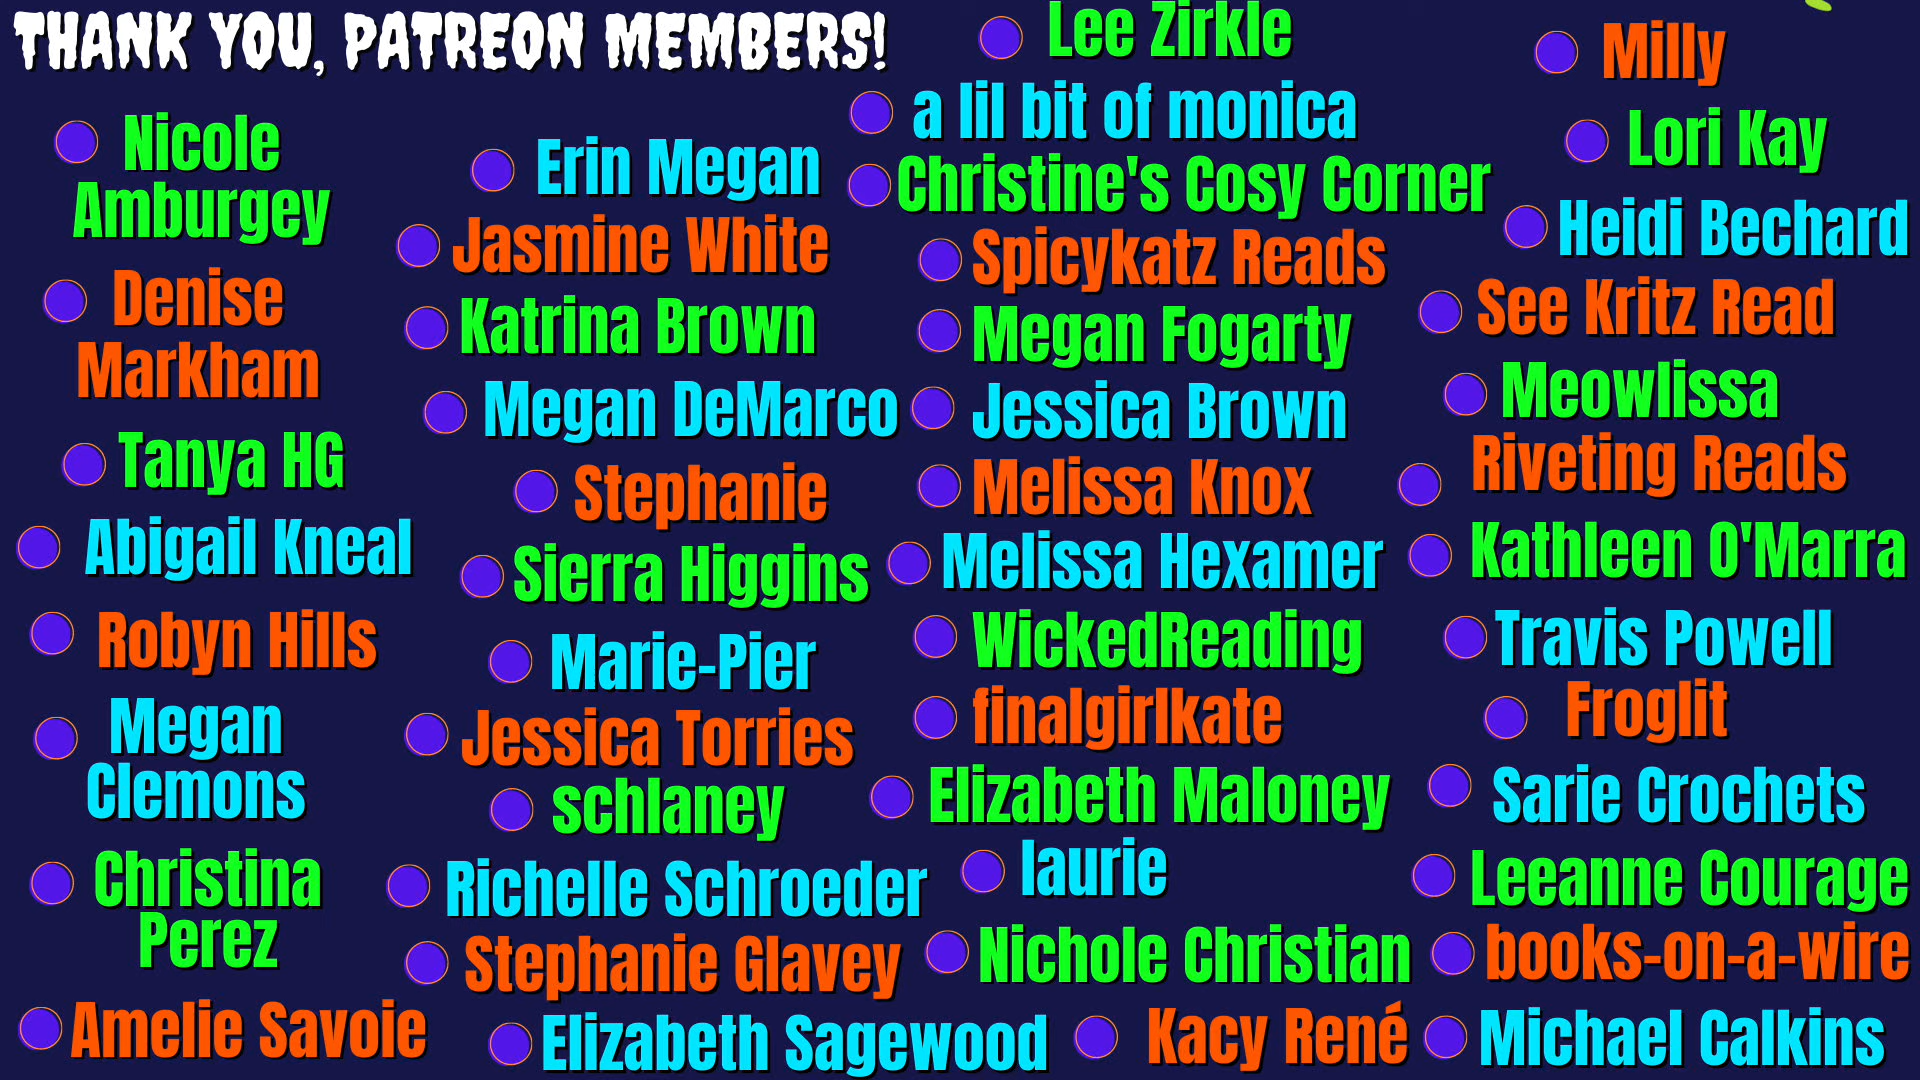 THANK YOU, PATREON MEMBERS!
Nicole
Amburgey
Denise
Markham
Tanya HG
Abigail Kneal
Robyn Hills
Megan
Clemons
Christina
Perez
Amelie Savoie
Erin Megan
Jasmine White
Katrina Brown
Megan DeMarco
Stephanie
Sierra Higgins
Marie-Pier
Jessica Torries
schlaney
Richelle Schroeder
Stephanie Glavey
Elizabeth Sagewood
Lee Zirkle
a lil bit of monica
Christine's Cosy Corner
Spicykatz Reads
Megan Fogarty
Jessica Brown
Melissa Knox
Melissa Hexamer
WickedReading
finalgirlkate
Elizabeth Maloney
laurie
Nichole Christian
Kacy René
Milly
Lori Kay
Heidi Bechard
See Kritz Read
Meowlissa
Riveting Reads
Kathleen O'Marra
Travis Powell
Froglit
Sarie Crochets
Leeanne Courage
books-on-a-wire
Michael Calkins